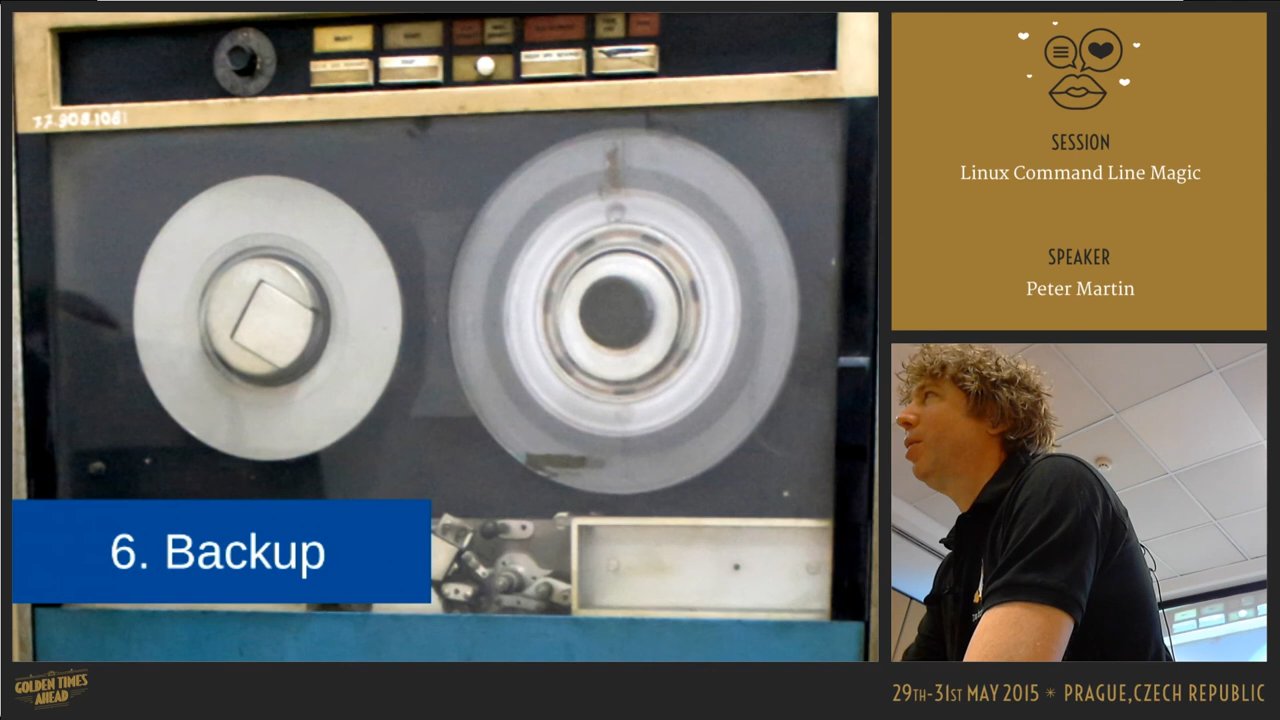 77.908.1061
6. Backup
SESSION
Linux Command Line Magic
SPEAKER
Peter Martin
GOLDEN TIMES
AHEAD
29TH-31ST MAY 2015 * PRAGUE,CZECH REPUBLIC